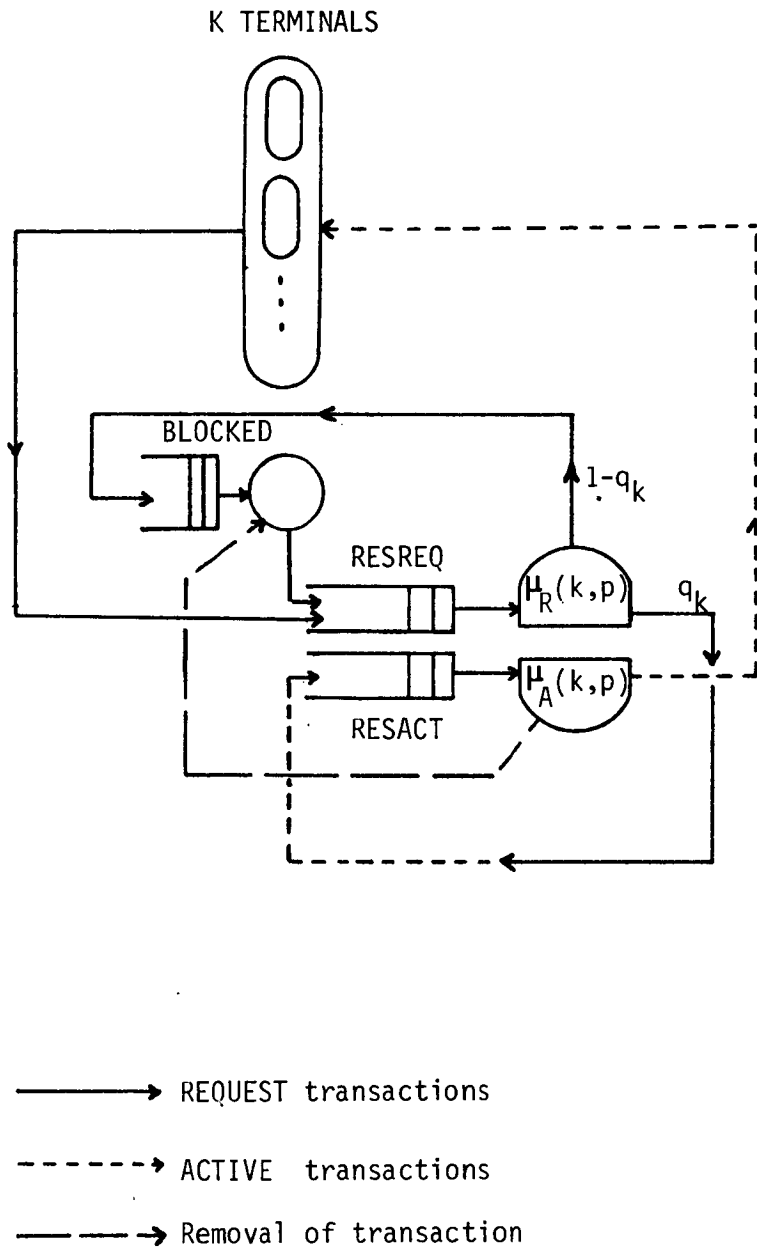 K TERMINALS
BLOCKED
1-q_k
RESREQ
μ_R(k,p)
q_k
μ_A(k,p)
RESACT
REQUEST transactions
ACTIVE transactions
Removal of transaction